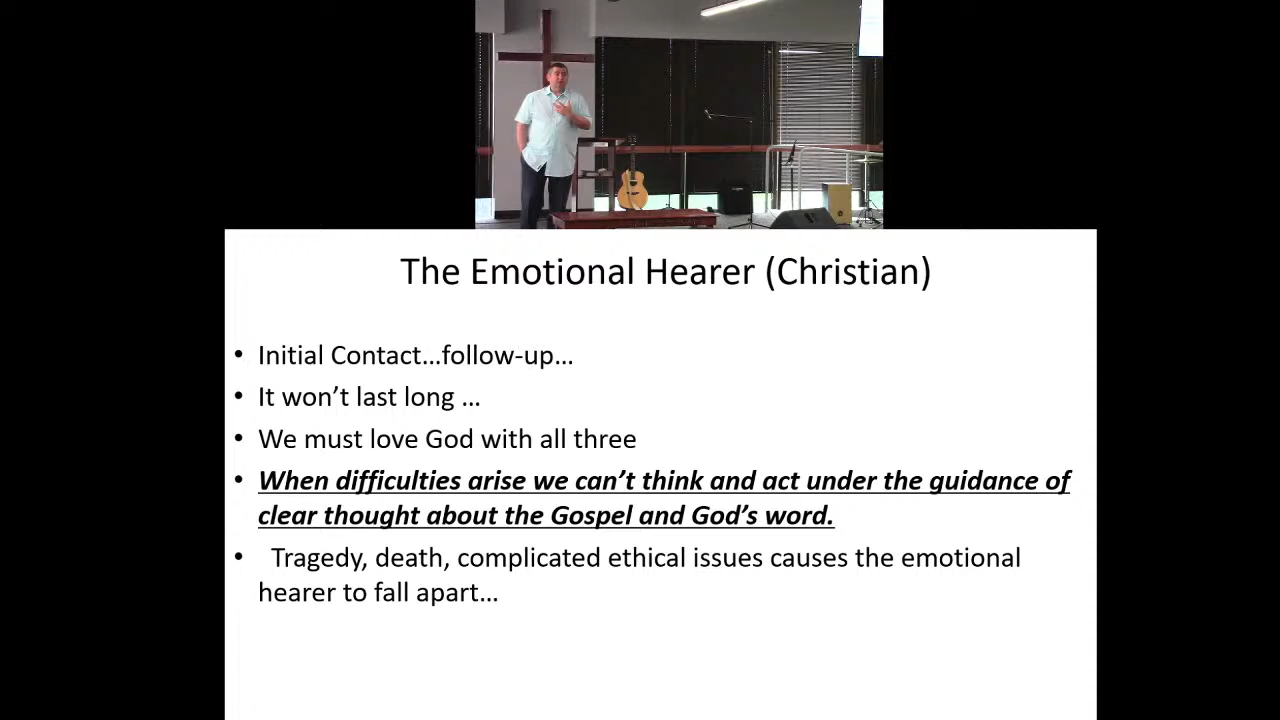 The Emotional Hearer (Christian)
• Initial Contact…follow-up…
• It won’t last long …
• We must love God with all three
• When difficulties arise we can’t think and act under the guidance of
clear thought about the Gospel and God’s word.
• Tragedy, death, complicated ethical issues causes the emotional
hearer to fall apart…